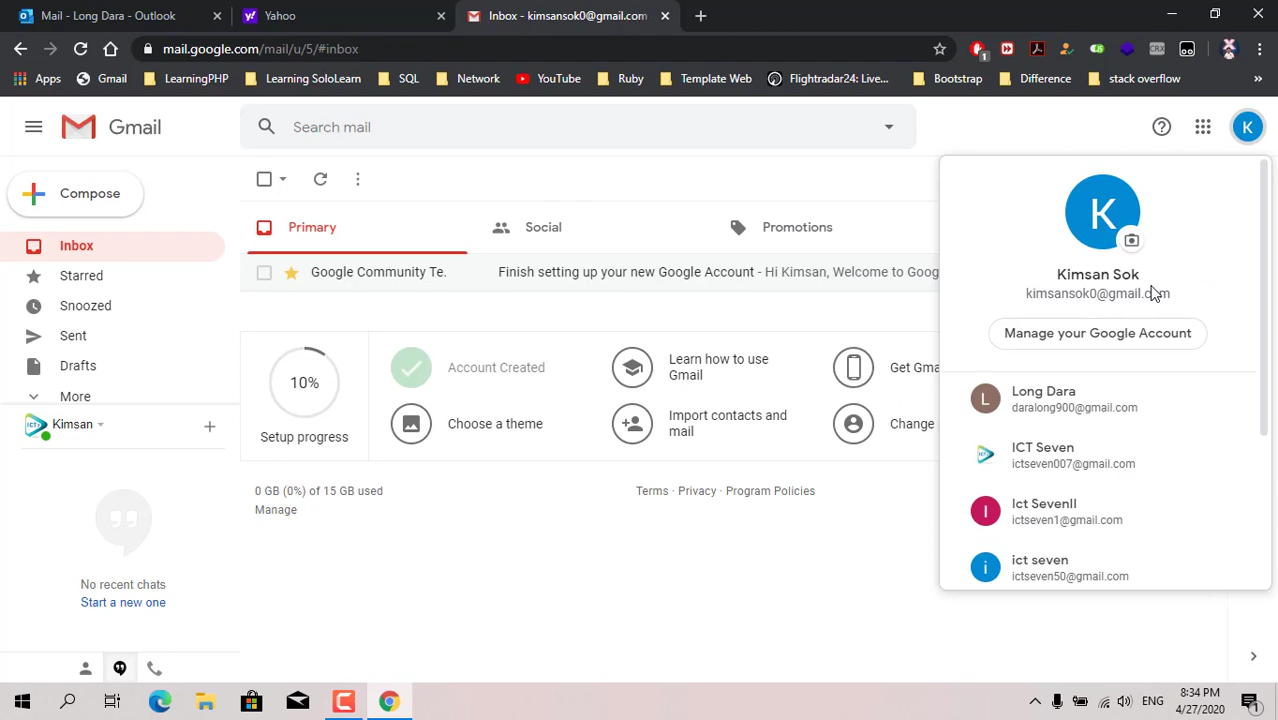 Mail - Long Dara - Outlook
Yahoo
Inbox - kimsansok0@gmail.com
mail.google.com/mail/u/5/#inbox
1
Apps
Gmail
LearningPHP
Learning SoloLearn
SQL
Network
YouTube
Ruby
Template Web
Flightradar24: Live...
Bootstrap
Difference
stack overflow
Gmail
Search mail
K
Compose
Inbox
Starred
Snoozed
Sent
Drafts
More
Kimsan
No recent chats
Start a new one
Primary
Social
Promotions
Google Community Te.
Finish setting up your new Google Account - Hi Kimsan, Welcome to Goog
10%
Setup progress
Account Created
Learn how to use
Gmail
Get Gma
Choose a theme
Import contacts and
mail
Change
0 GB (0%) of 15 GB used
Manage
Terms - Privacy - Program Policies
K
Kimsan Sok
kimsansok0@gmail.com
Manage your Google Account
L
Long Dara
daralong900@gmail.com
ICT Seven
ictseven007@gmail.com
I
Ict SevenII
ictseven1@gmail.com
i
ict seven
ictseven50@gmail.com
ENG
8:34 PM
4/27/2020
1